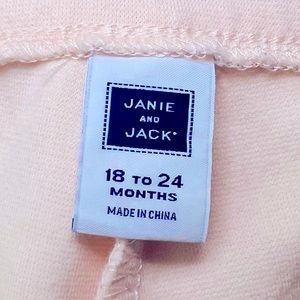 JANIE
AND
JACK®
18 TO 24
MONTHS
MADE IN CHINA